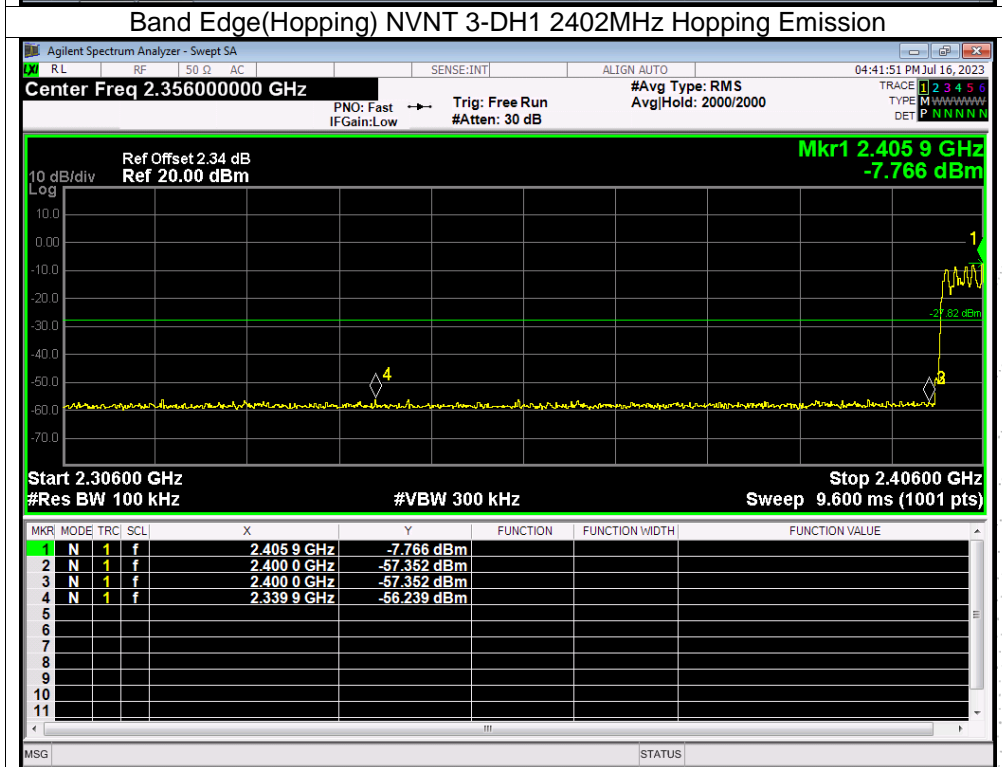 Band Edge(Hopping) NVNT 3-DH1 2402MHz Hopping Emission
Agilent Spectrum Analyzer - Swept SA
LXI RL RF 50 Ω AC SENSE:INT ALIGN AUTO 04:41:51 PM Jul 16, 2023
Center Freq 2.356000000 GHz #Avg Type: RMS TRACE 1 2 3 4 5 6
PNO: Fast Trig: Free Run Avg|Hold: 2000/2000 TYPE M WWWWW
IFGain:Low #Atten: 30 dB DET P N N N N N
Mkr1 2.405 9 GHz
Ref Offset 2.34 dB
10 dB/div Ref 20.00 dBm -7.766 dBm
Log
10.0
0.00
1
-10.0
-20.0
-27.82 dBm
-30.0
-40.0
4
3
-50.0
-60.0
-70.0
Start 2.30600 GHz Stop 2.40600 GHz
#Res BW 100 kHz #VBW 300 kHz Sweep 9.600 ms (1001 pts)
MKR MODE TRC SCL X Y FUNCTION FUNCTION WIDTH FUNCTION VALUE
1 N 1 f 2.405 9 GHz -7.766 dBm
2 N 1 f 2.400 0 GHz -57.352 dBm
3 N 1 f 2.400 0 GHz -57.352 dBm
4 N 1 f 2.339 9 GHz -56.239 dBm
5
6
7
8
9
10
11
MSG STATUS